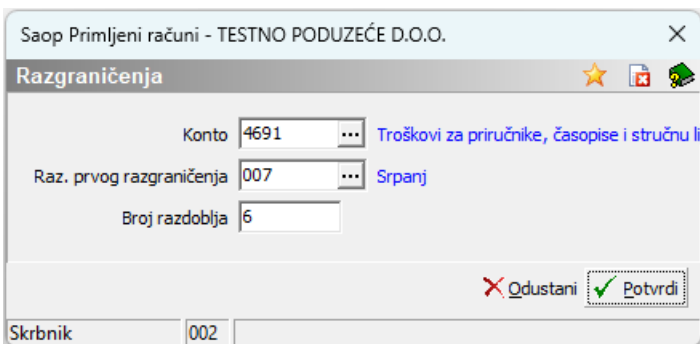 Saop Primljeni računi - TESTNO PODUZEĆE D.O.O.
Razgraničenja
Konto 4691 ... Troškovi za priručnike, časopise i stručnu li
Raz. prvog razgraničenja 007 ... Srpanj
Broj razdoblja 6
Odustani Potvrdi
Skrbnik 002